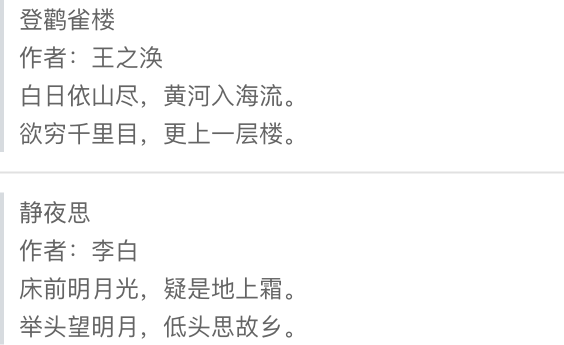 登鹳雀楼
作者：王之涣
白日依山尽，黄河入海流。
欲穷千里目，更上一层楼。
静夜思
作者：李白
床前明月光，疑是地上霜。
举头望明月，低头思故乡。